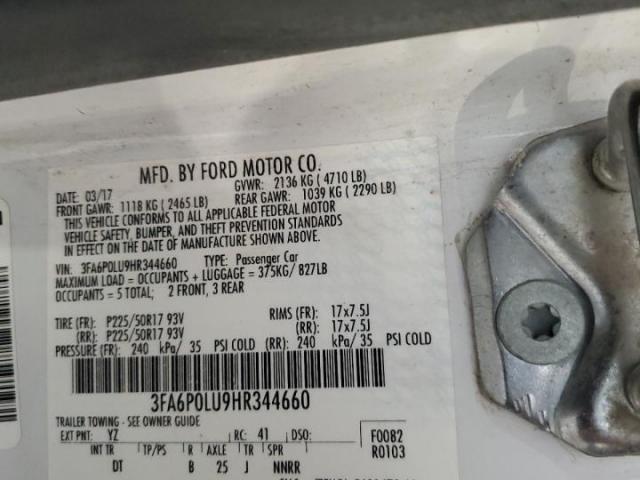 MFD. BY FORD MOTOR CO.
DATE: 03/17 GVWR: 2136 KG (4710 LB)
FRONT GAWR: 1118 KG (2465 LB) REAR GAWR: 1039 KG (2290 LB)
THIS VEHICLE CONFORMS TO ALL APPLICABLE FEDERAL MOTOR
VEHICLE SAFETY, BUMPER, AND THEFT PREVENTION STANDARDS
IN EFFECT ON THE DATE OF MANUFACTURE SHOWN ABOVE.
VIN: 3FA6P0LU9HR344660 TYPE: Passenger Car
MAXIMUM LOAD = OCCUPANTS + LUGGAGE = 375KG/ 827LB
OCCUPANTS = 5 TOTAL; 2 FRONT, 3 REAR
TIRE (FR): P225/50R17 93V RIMS (FR): 17x7.5J
(RR): P225/50R17 93V (RR): 17x7.5J
PRESSURE (FR): 240 kPa/ 35 PSI COLD (RR): 240 kPa/ 35 PSI COLD
3FA6P0LU9HR344660
TRAILER TOWING - SEE OWNER GUIDE
EXT PNT: YZ RC: 41 DSO: F0082
INT TR TP/PS R AXLE TR SPR R0103
DT B 25 J NNRR